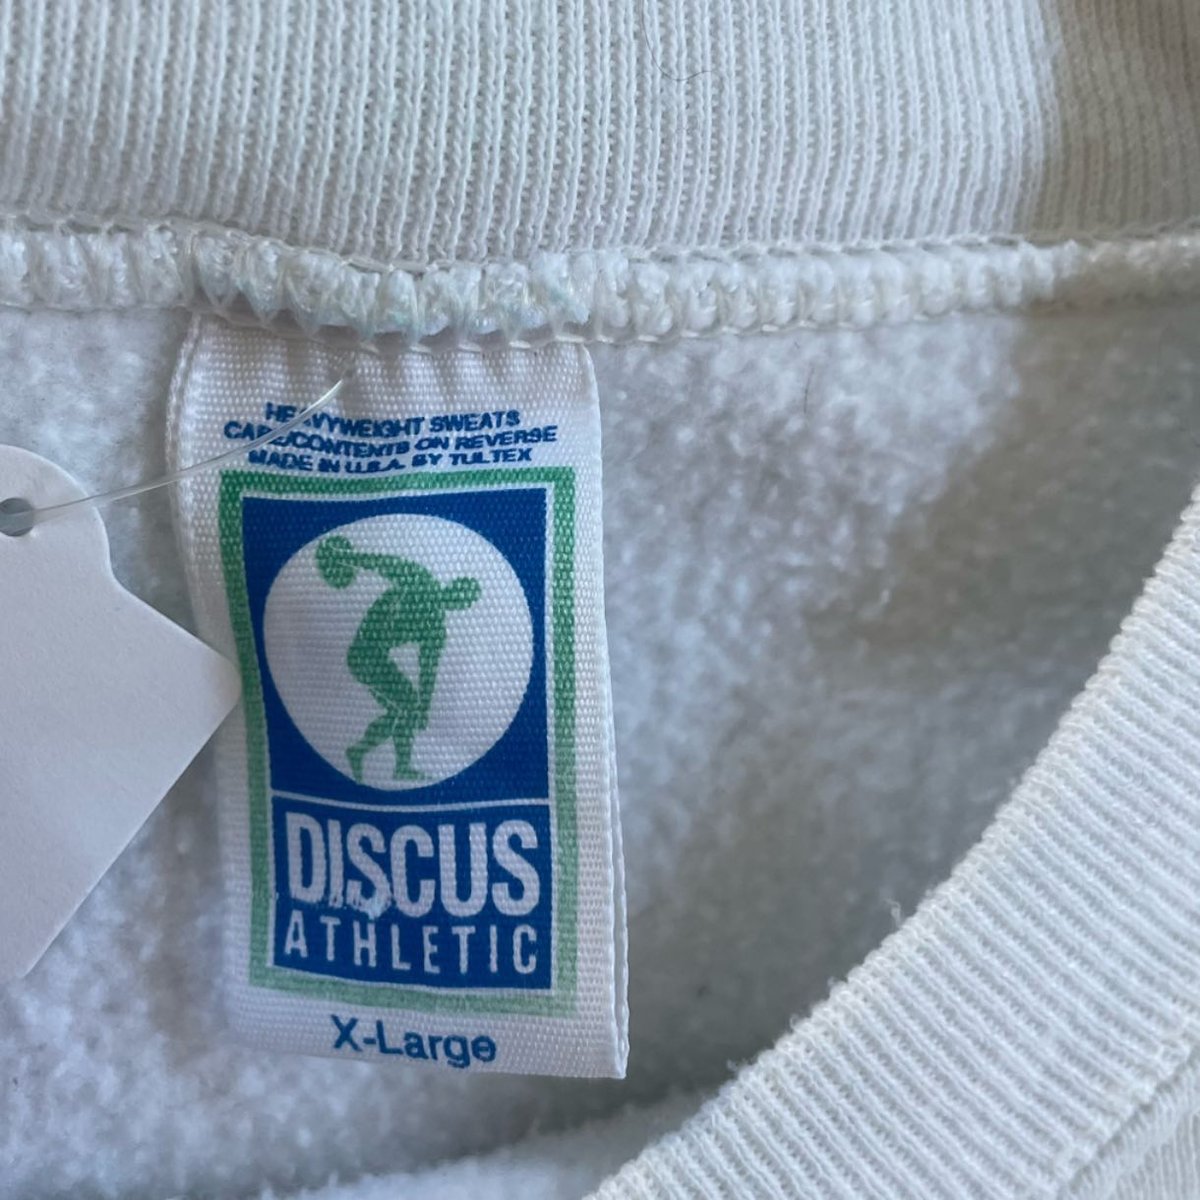 HEAVYWEIGHT SWEATS
CARE/CONTENTS ON REVERSE
MADE IN U.S.A. BY TULTEX
DISCUS
ATHLETIC
X-Large